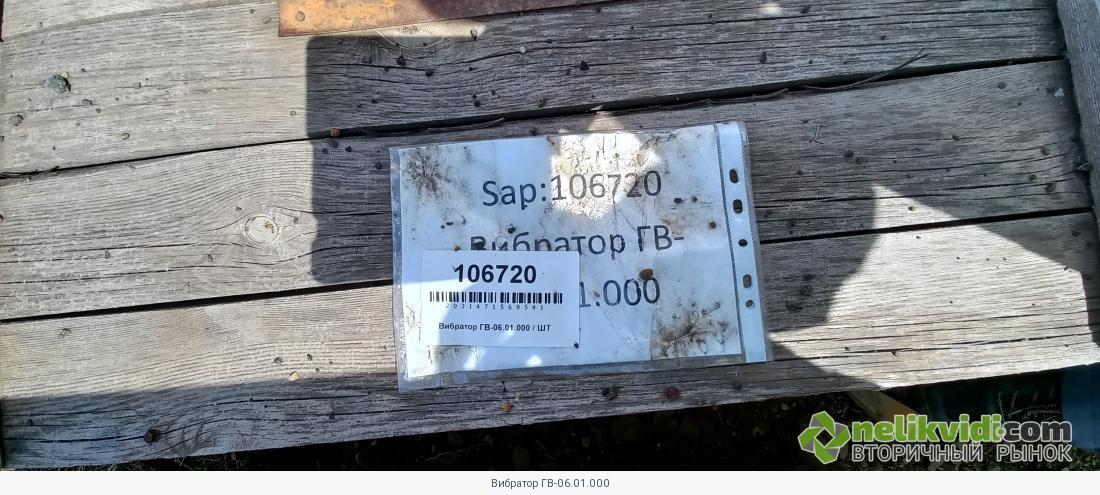 Sap:106720
Вибратор ГВ-
1.000
106720
2031471569541
Вибратор ГВ-06.01.000 / ШТ
nelikvidi.com
ВТОРИЧНЫЙ РЫНОК
Вибратор ГВ-06.01.000